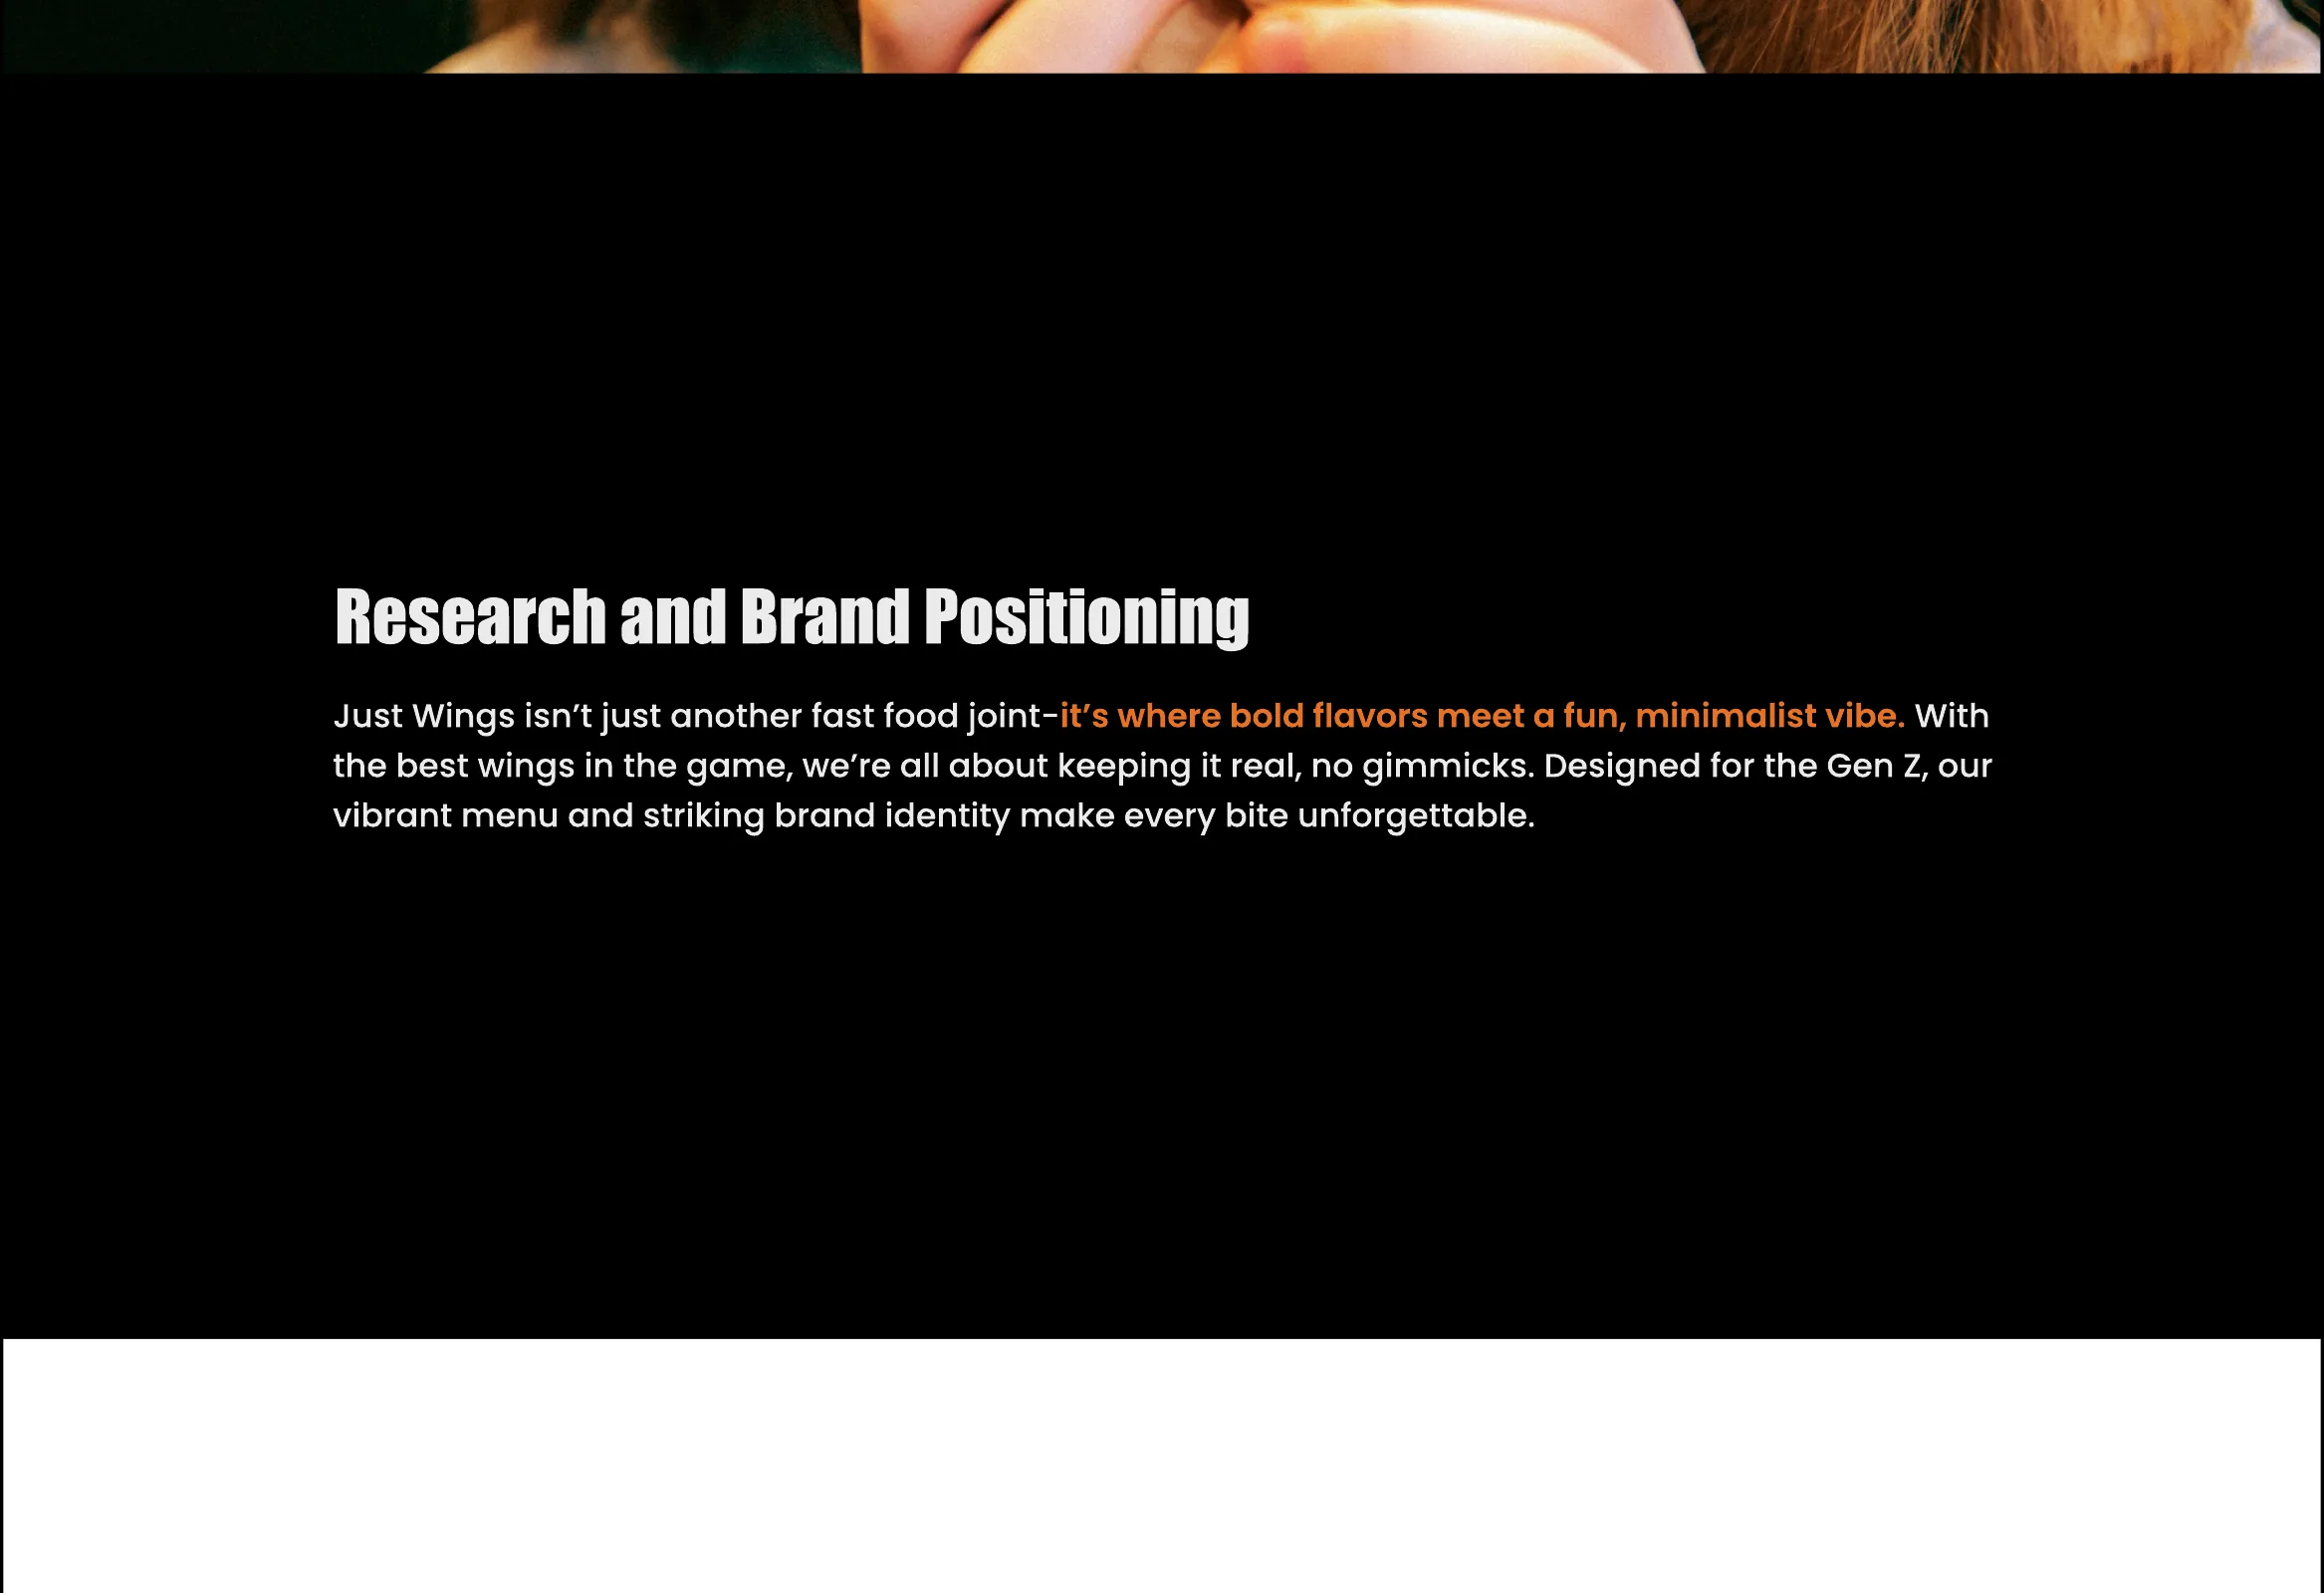 Research and Brand Positioning
Just Wings isn’t just another fast food joint-it’s where bold flavors meet a fun, minimalist vibe. With
the best wings in the game, we’re all about keeping it real, no gimmicks. Designed for the Gen Z, our
vibrant menu and striking brand identity make every bite unforgettable.